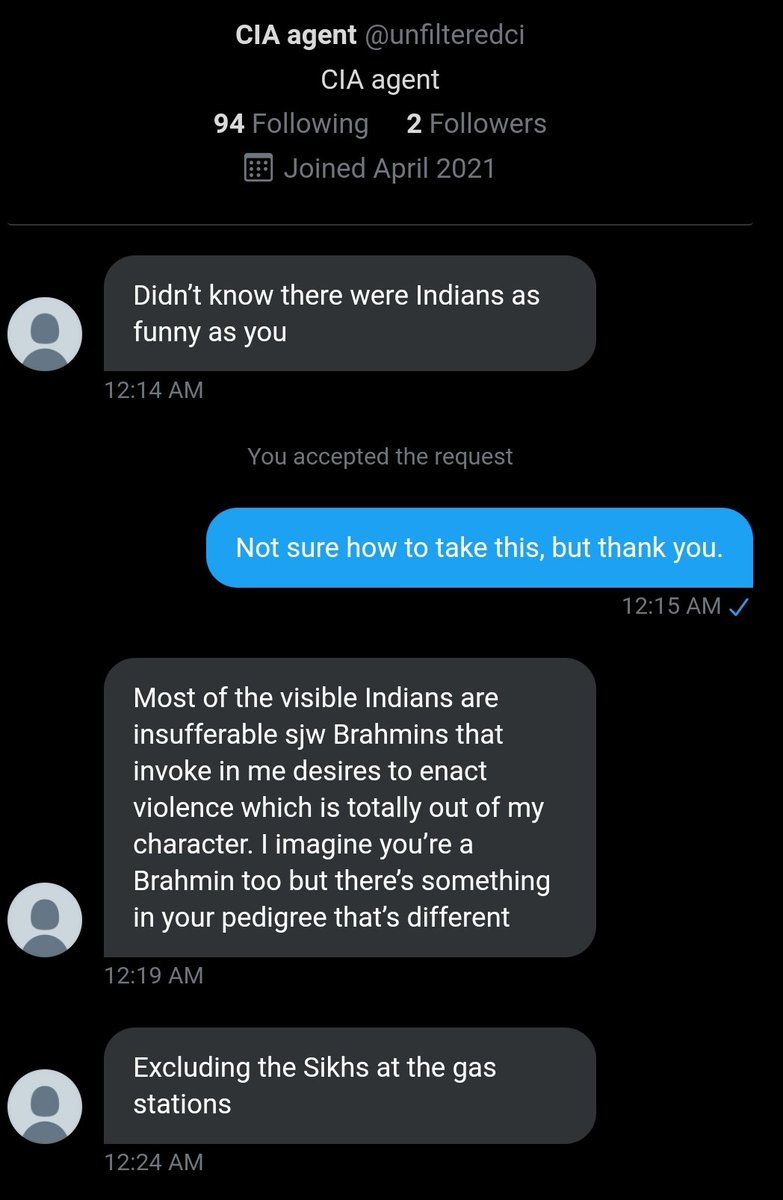 CIA agent @unfilteredci
CIA agent
94 Following 2 Followers
Joined April 2021
Didn’t know there were Indians as
funny as you
12:14 AM
You accepted the request
Not sure how to take this, but thank you.
12:15 AM
Most of the visible Indians are
insufferable sjw Brahmins that
invoke in me desires to enact
violence which is totally out of my
character. I imagine you’re a
Brahmin too but there’s something
in your pedigree that’s different
12:19 AM
Excluding the Sikhs at the gas
stations
12:24 AM